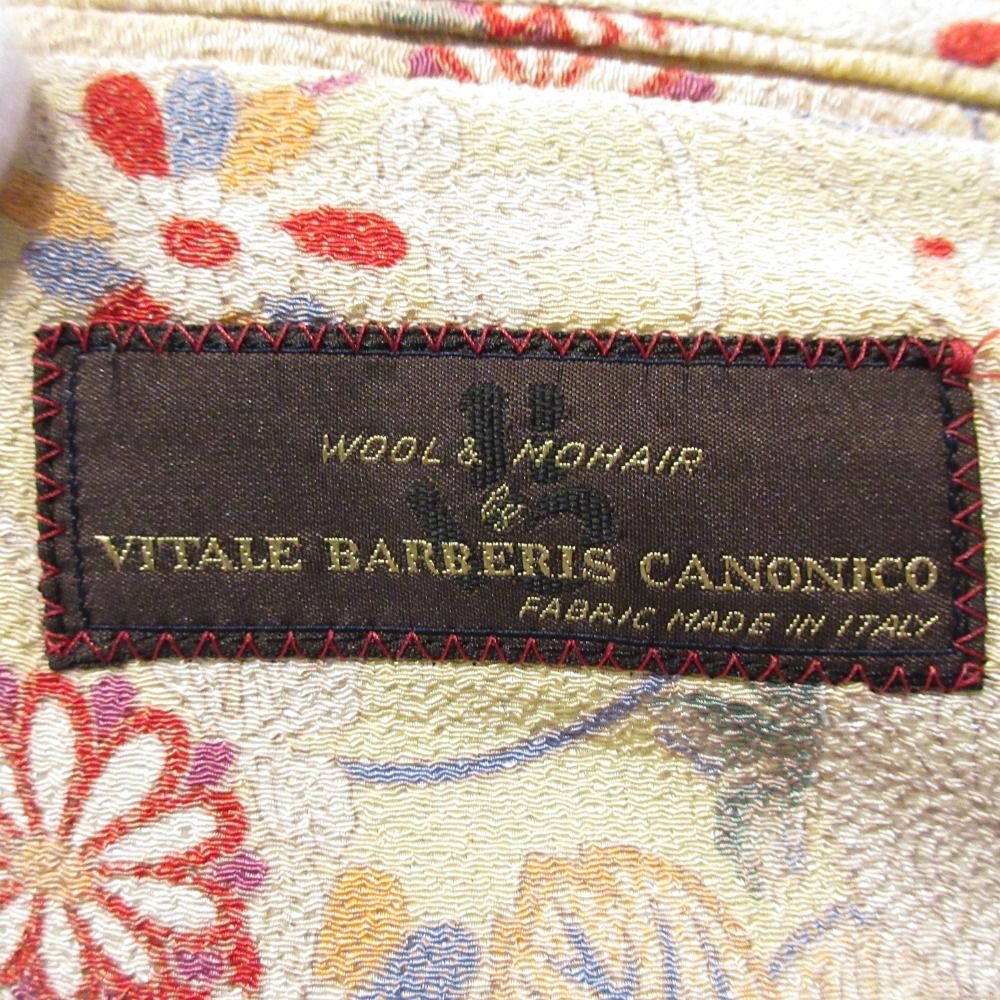 WOOL & MOHAIR
by
VITALE BARBERIS CANONICO
FABRIC MADE IN ITALY